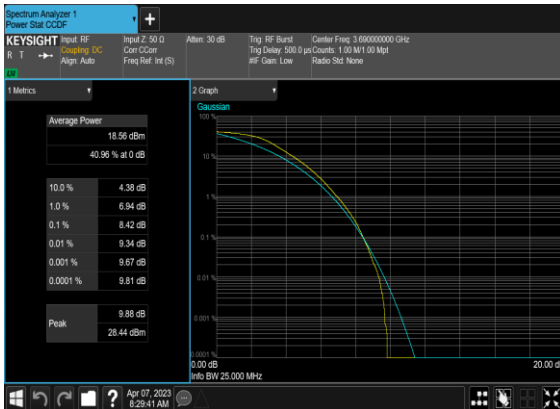 Spectrum Analyzer 1
Power Stat CCDF
+
KEYSIGHT
R T
LXI
Input: RF
Coupling: DC
Align: Auto
Input Z: 50 Ω
Corr CCorr
Freq Ref: Int (S)
Atten: 30 dB
Trig: RF Burst
Trig Delay: 500.0 µs
#IF Gain: Low
Center Freq: 3.690000000 GHz
Counts: 1.00 M/1.00 Mpt
Radio Std: None
1 Metrics
Average Power
18.56 dBm
40.96 % at 0 dB
10.0 % 4.38 dB
1.0 % 6.94 dB
0.1 % 8.42 dB
0.01 % 9.34 dB
0.001 % 9.67 dB
0.0001 % 9.81 dB
Peak
9.88 dB
28.44 dBm
2 Graph
Gaussian
100 %
10 %
1 %
0.1 %
0.01 %
0.001 %
0.0001 %
0.00 dB
20.00 d
Info BW 25.000 MHz
?
Apr 07, 2023
8:29:41 AM